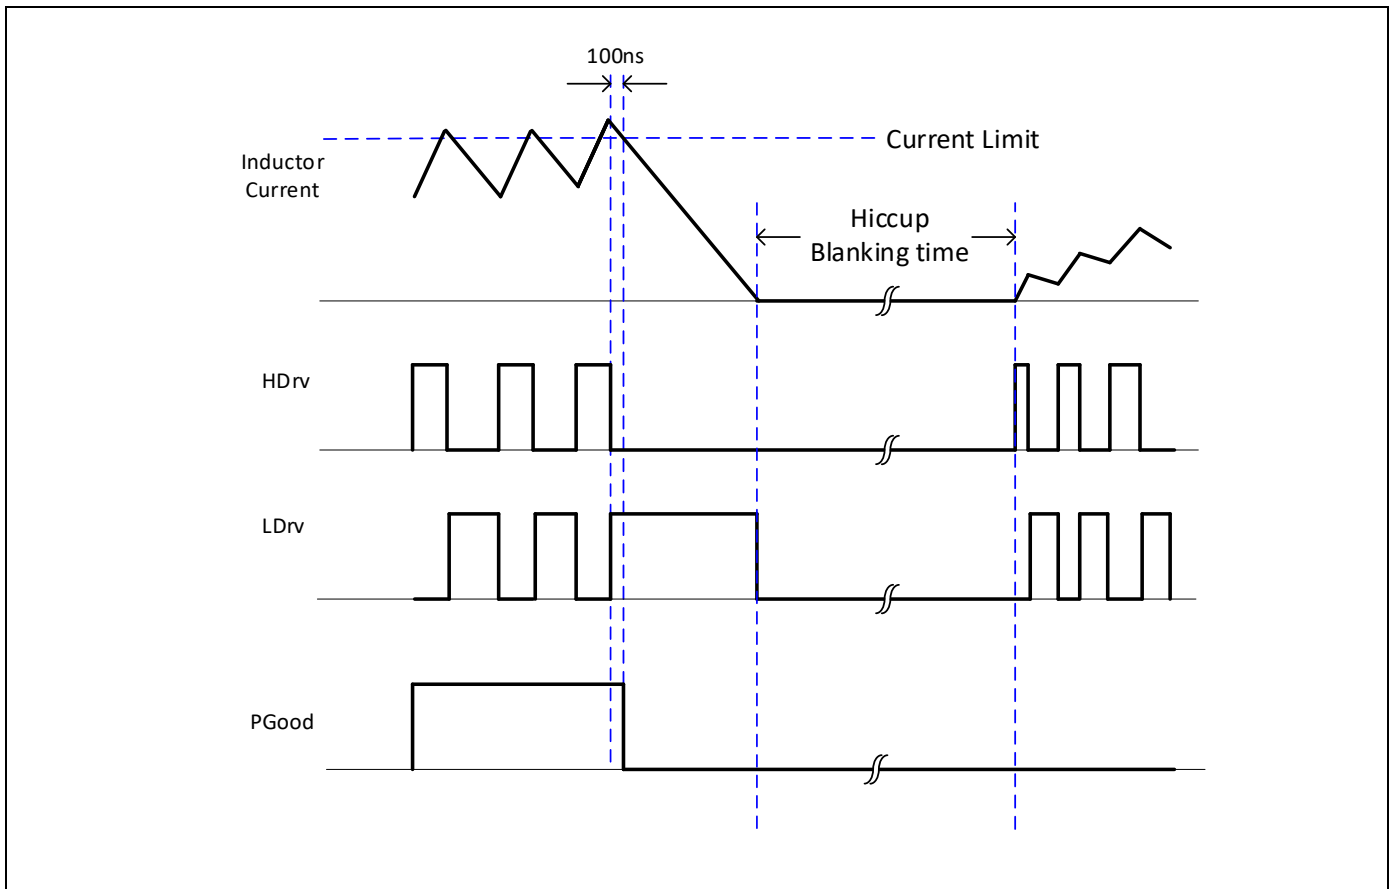 100ns
Current Limit
Inductor
Current
Hiccup
Blanking time
HDrv
LDrv
PGood